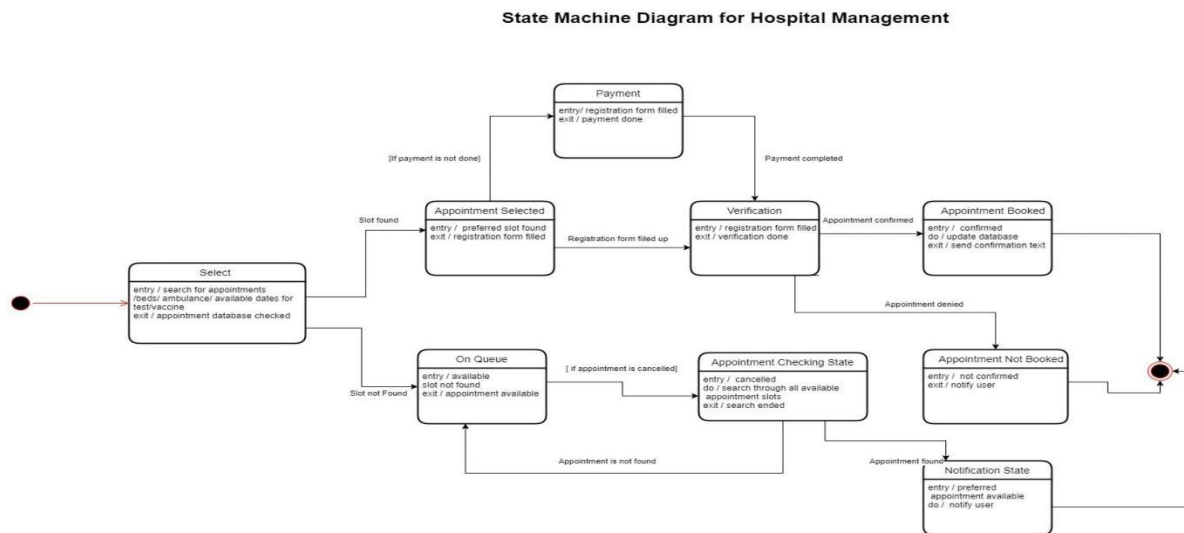 State Machine Diagram for Hospital Management
Payment
entry/ registration form filled
exit / payment done
[If payment is not done]
Payment completed
Appointment Selected
entry /  preferred slot found
exit / registration form filled
Slot found
Registration form filled up
Verification
entry / registration form filled
exit / verification done
Appointment confirmed
Appointment Booked
entry /  confirmed
do / update database
exit / send confirmation text
Select
entry / search for appointments
/beds/ ambulance/ available dates for
test/vaccine
exit / appointment database checked
Appointment denied
On Queue
entry / available
slot not found
exit / appointment available
Slot not Found
[ if appointment is cancelled]
Appointment Checking State
entry /  cancelled
do / search through all available
appointment slots
exit / search ended
Appointment Not Booked
entry /  not confirmed
exit / notify user
Appointment is not found
Appointment found
Notification State
entry / preferred
appointment available
do /  notify user